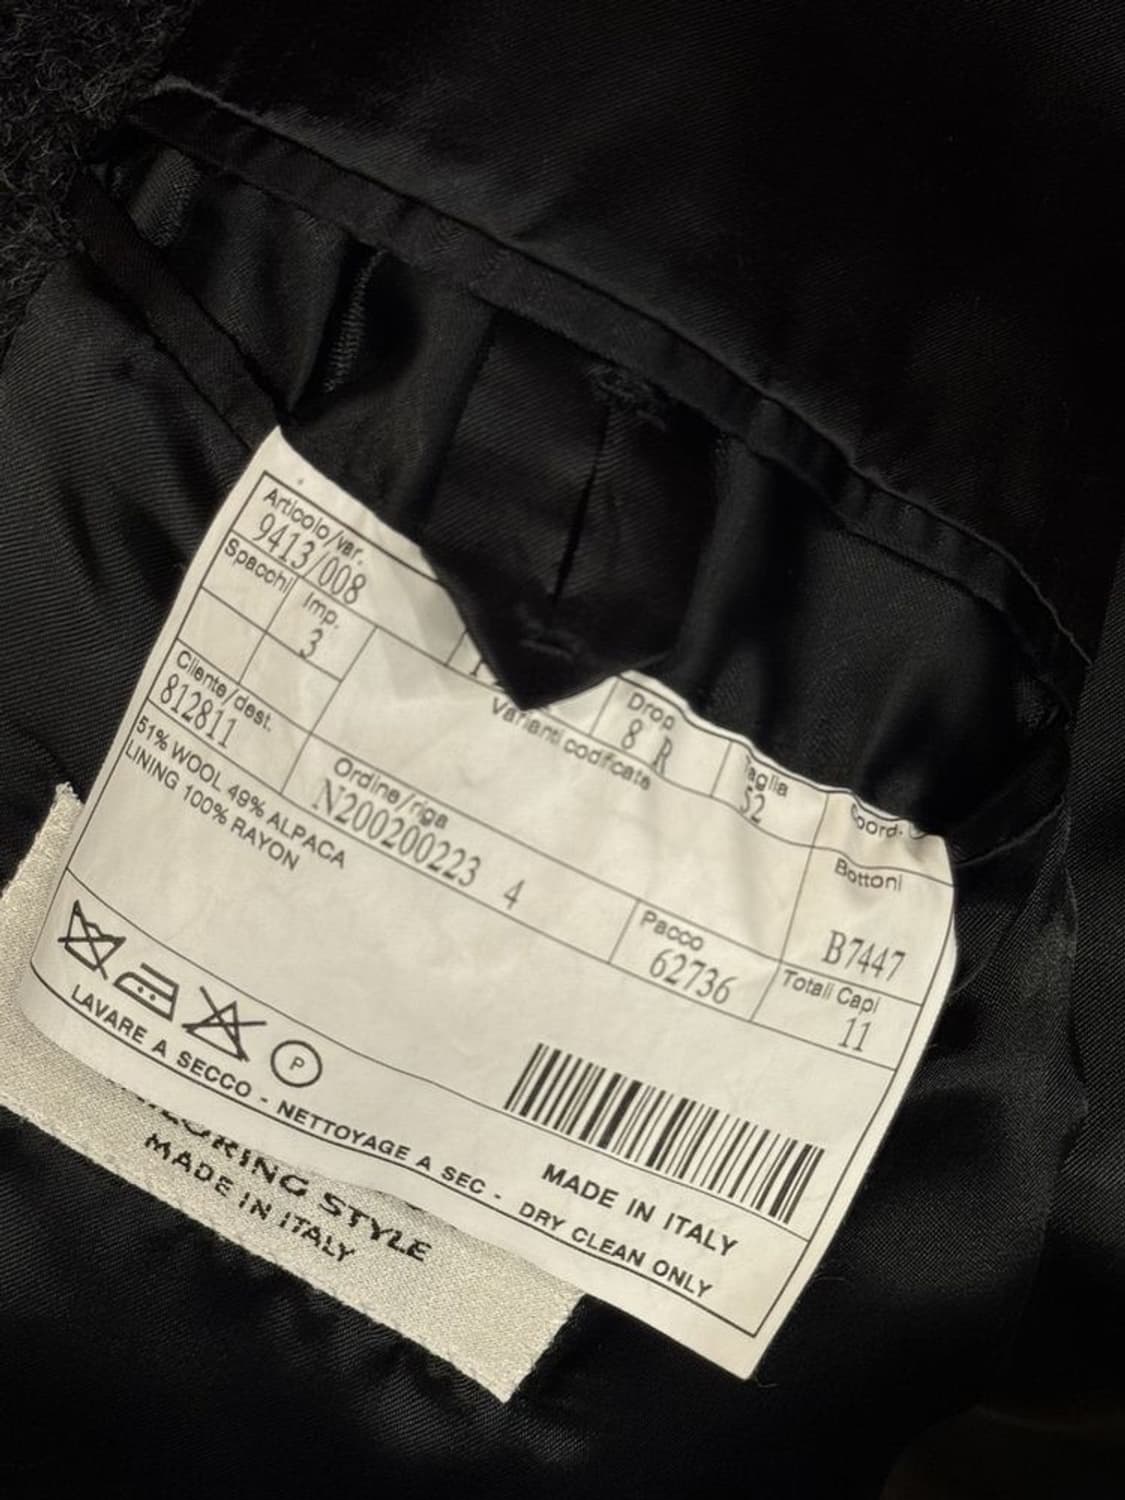 Articolo/var.
9413/008
Spacchi
Imp.
3
Drop
8 R
Taglia
52
Coord.
Varianti codificate
Cliente/dest.
812811
Ordine/riga
N200200223 4
Bottoni
B7447
Pacco
62736
Totali Capi
11
51% WOOL 49% ALPACA
LINING 100% RAYON
P
MADE IN ITALY
LAVARE A SECCO - NETTOYAGE A SEC - DRY CLEAN ONLY
STYLE
MADE IN ITALY